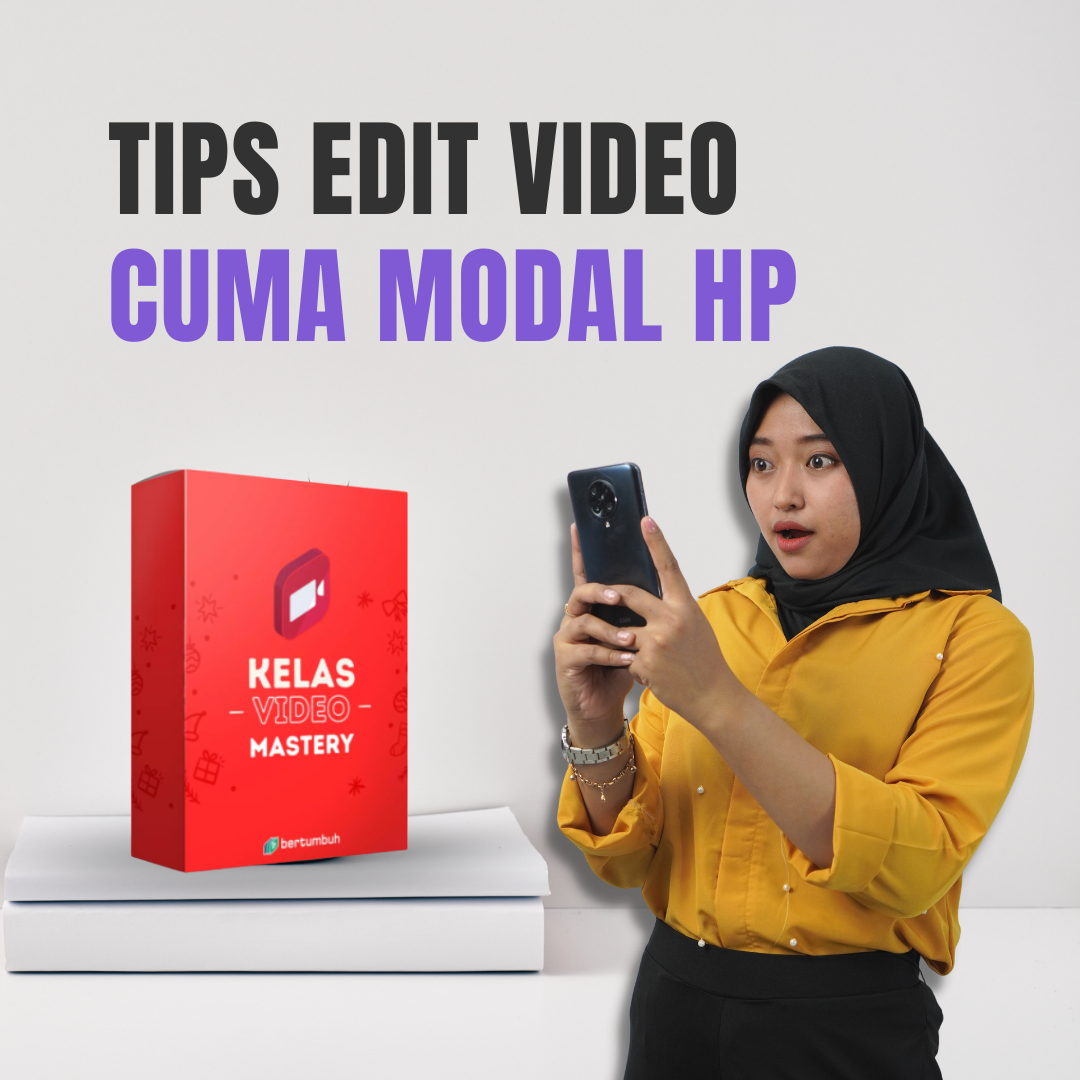 TIPS EDIT VIDEO
CUMA MODAL HP
KELAS
VIDEO
MASTERY
bertumbuh